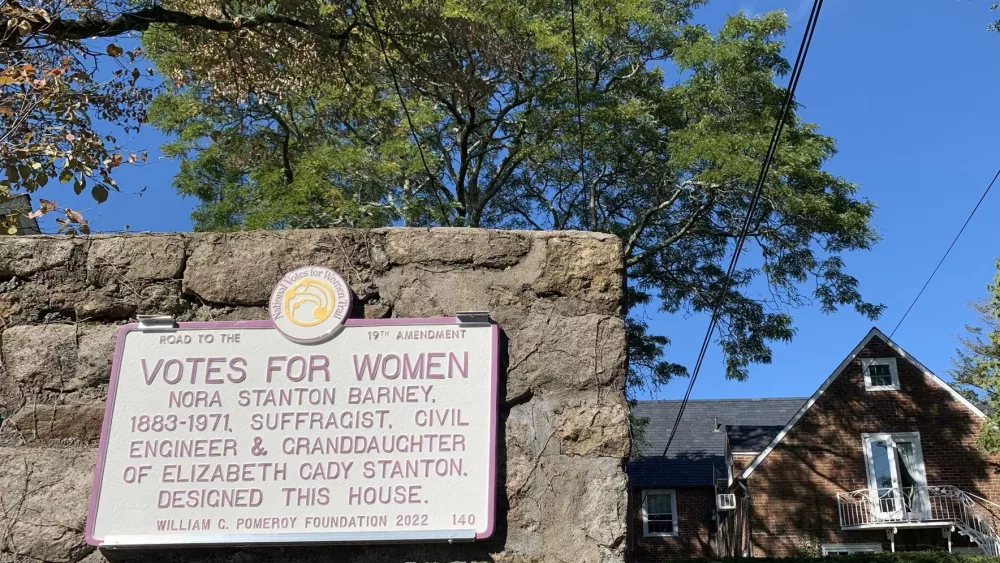 National Votes for Women Trail
ROAD TO THE 19TH AMENDMENT
VOTES FOR WOMEN
NORA STANTON BARNEY,
1883-1971, SUFFRAGIST, CIVIL
ENGINEER & GRANDDAUGHTER
OF ELIZABETH CADY STANTON.
DESIGNED THIS HOUSE.
WILLIAM G. POMEROY FOUNDATION 2022 140